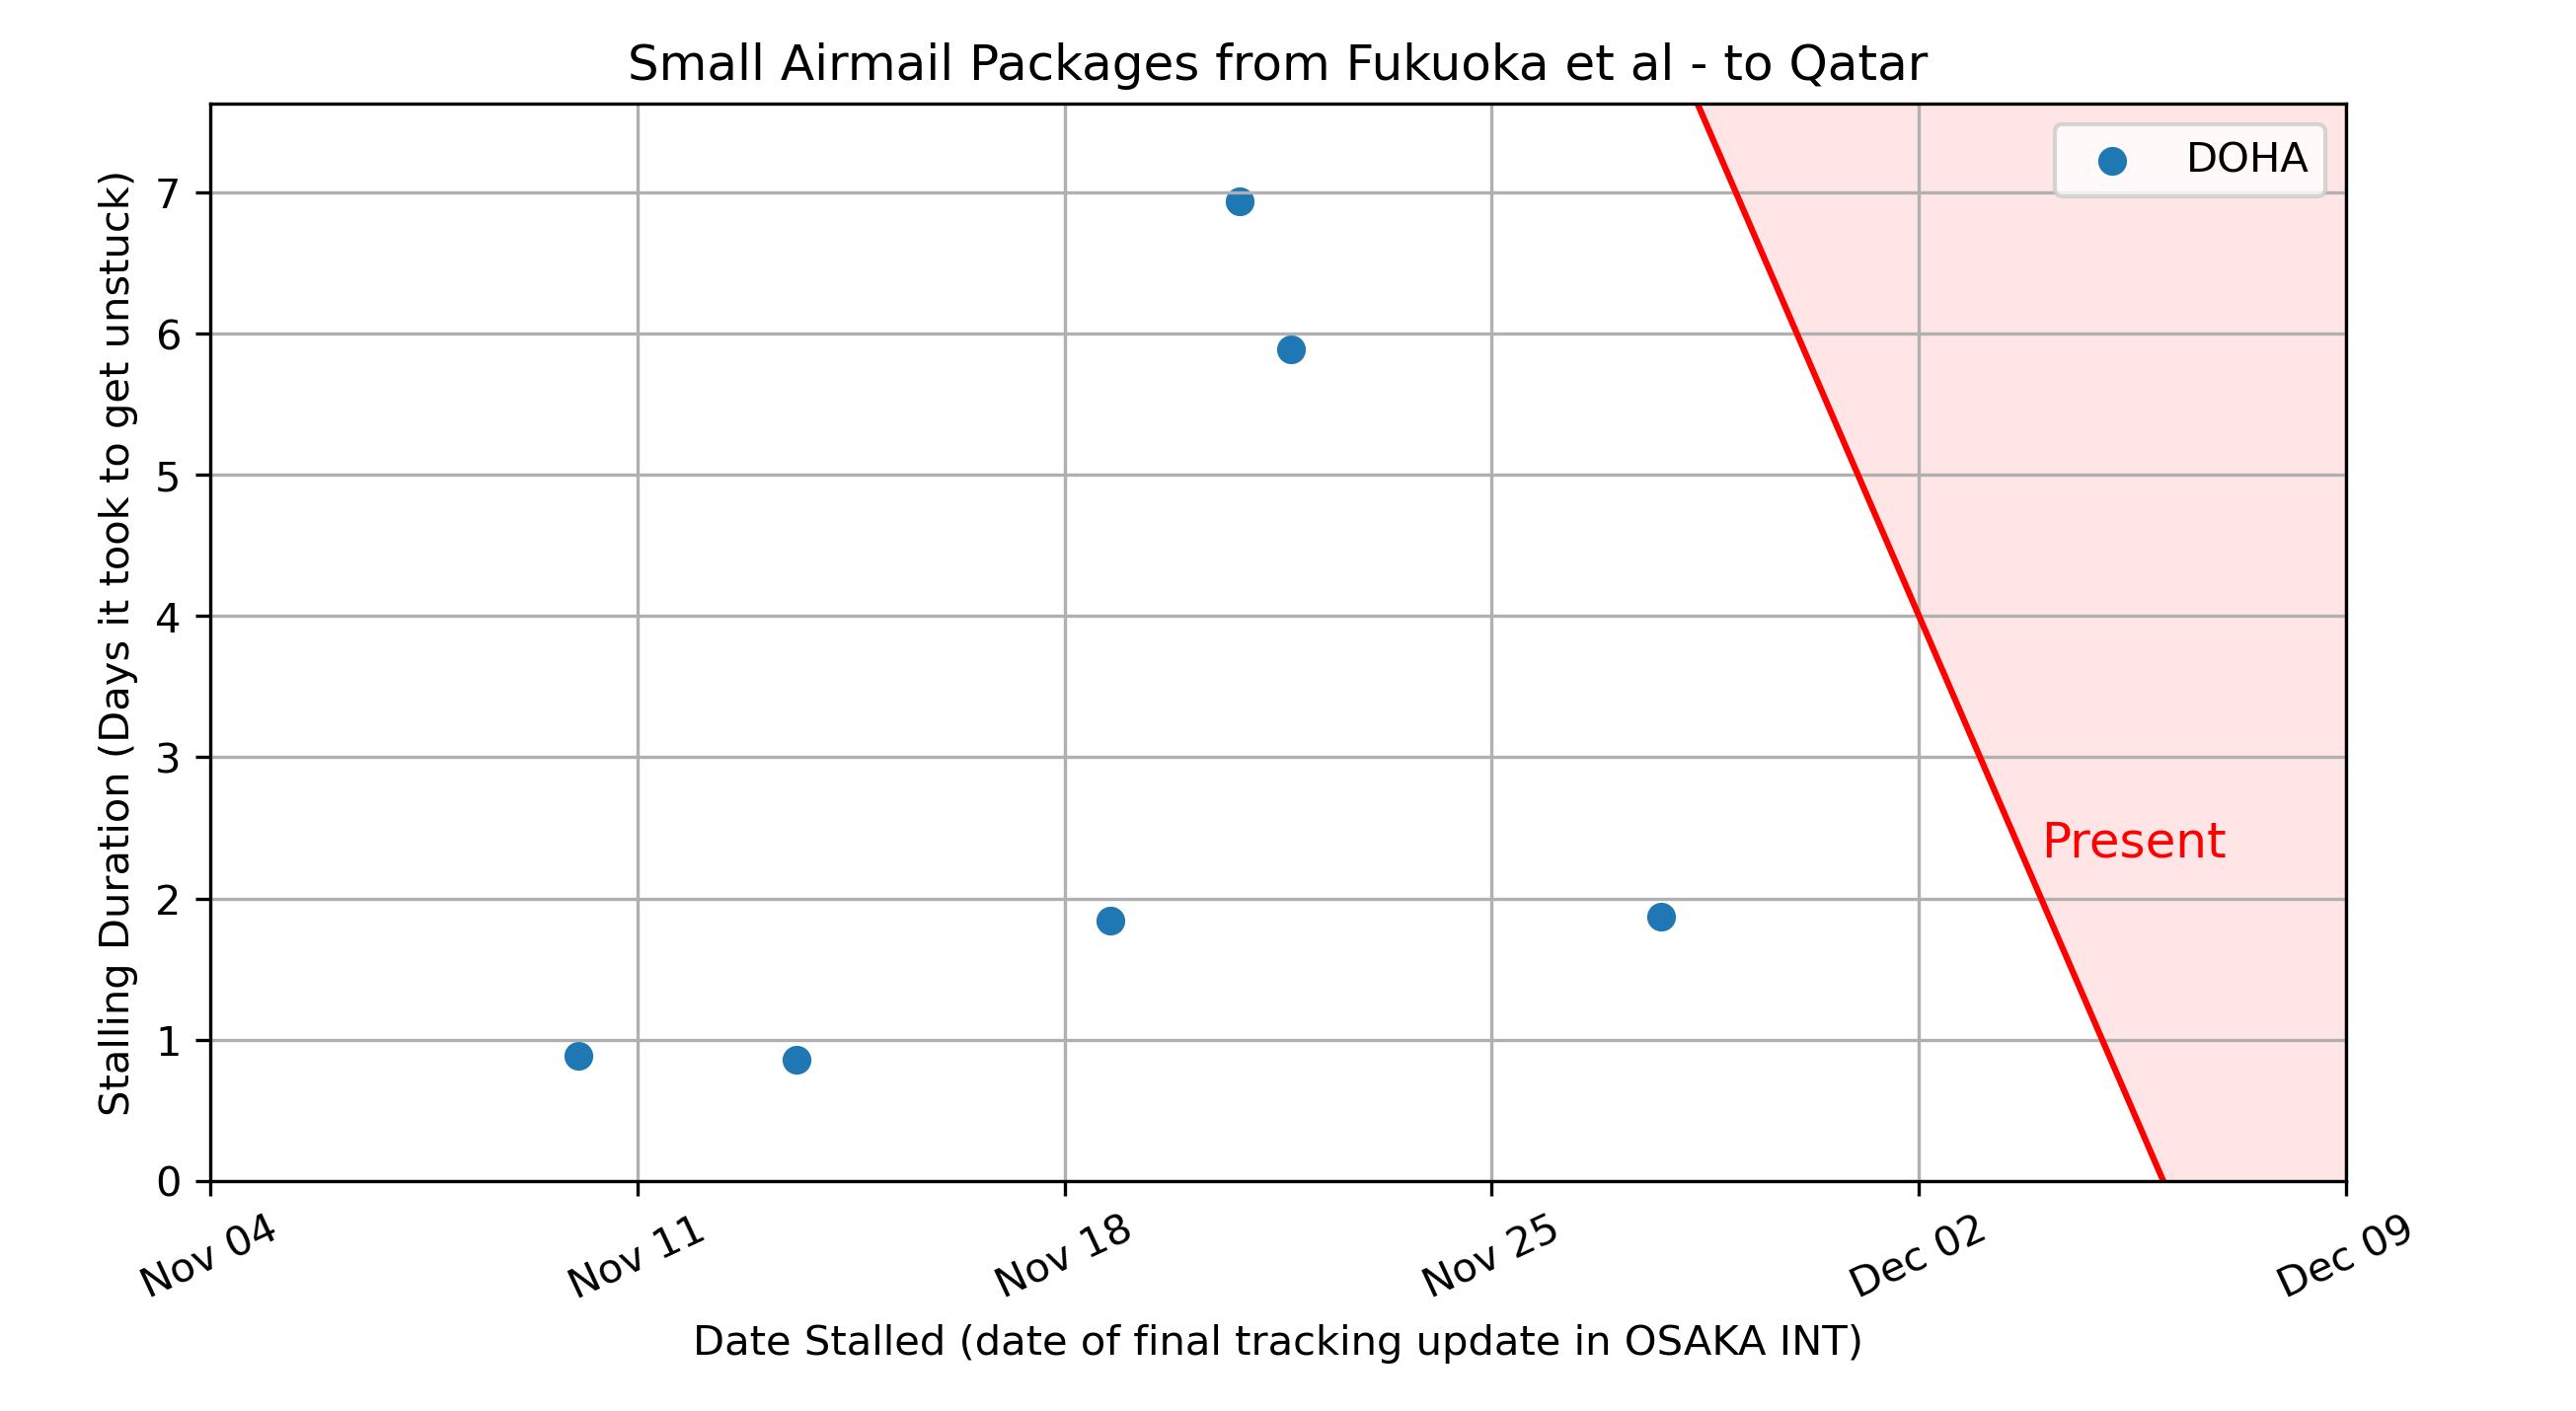 Small Airmail Packages from Fukuoka et al - to Qatar
DOHA
Stalling Duration (Days it took to get unstuck)
7
6
5
4
3
2
1
0
Present
Nov 04
Nov 11
Nov 18
Nov 25
Dec 02
Dec 09
Date Stalled (date of final tracking update in OSAKA INT)